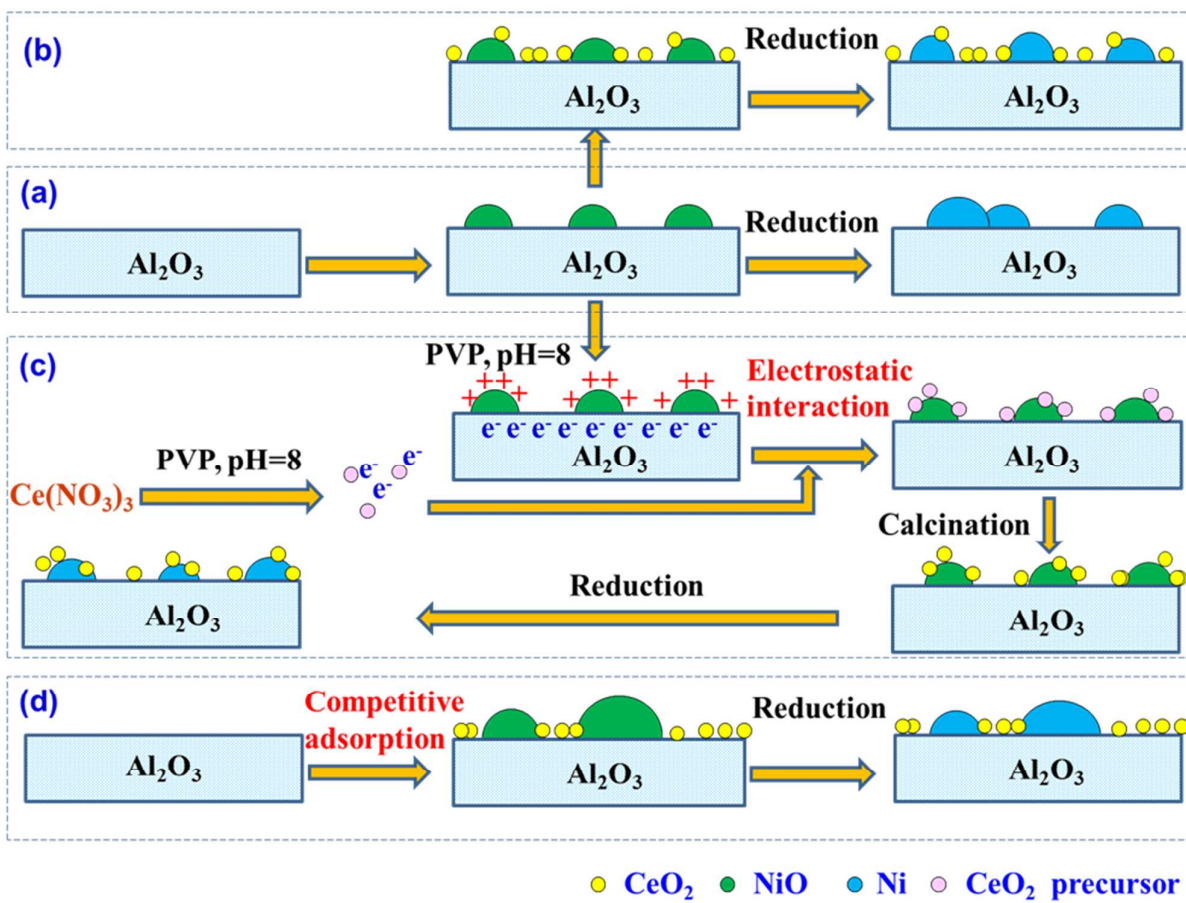 (b)
Reduction
Al₂O₃
Al₂O₃
(a)
Reduction
Al₂O₃
Al₂O₃
Al₂O₃
(c)
PVP, pH=8
++
++
++
+ +
+ +
+ +
Electrostatic
interaction
e⁻ e⁻ e⁻ e⁻ e⁻ e⁻ e⁻ e⁻
Al₂O₃
Al₂O₃
PVP, pH=8
e⁻ e⁻
e⁻
Ce(NO₃)₃
Calcination
Reduction
Al₂O₃
Al₂O₃
(d)
Competitive
adsorption
Reduction
Al₂O₃
Al₂O₃
Al₂O₃
CeO₂ NiO Ni CeO₂ precursor